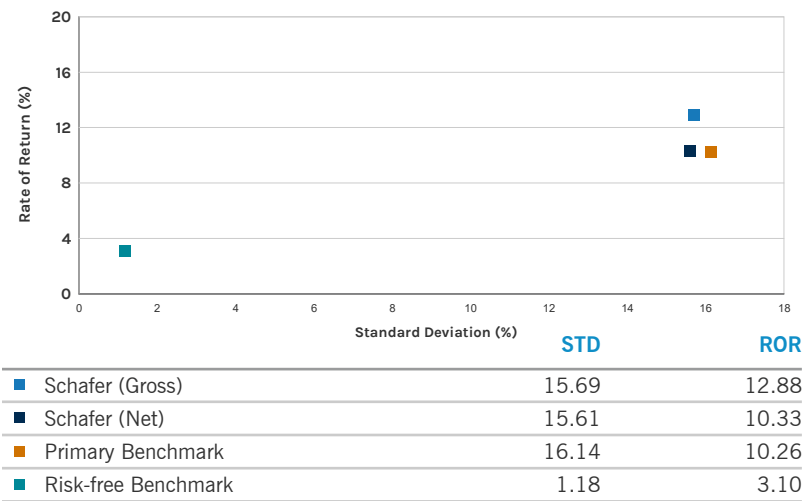 20
16
12
8
4
0
Rate of Return (%)
0 2 4 6 8 10 12 14 16 18
Standard Deviation (%)
STD ROR
Schafer (Gross) 15.69 12.88
Schafer (Net) 15.61 10.33
Primary Benchmark 16.14 10.26
Risk-free Benchmark 1.18 3.10